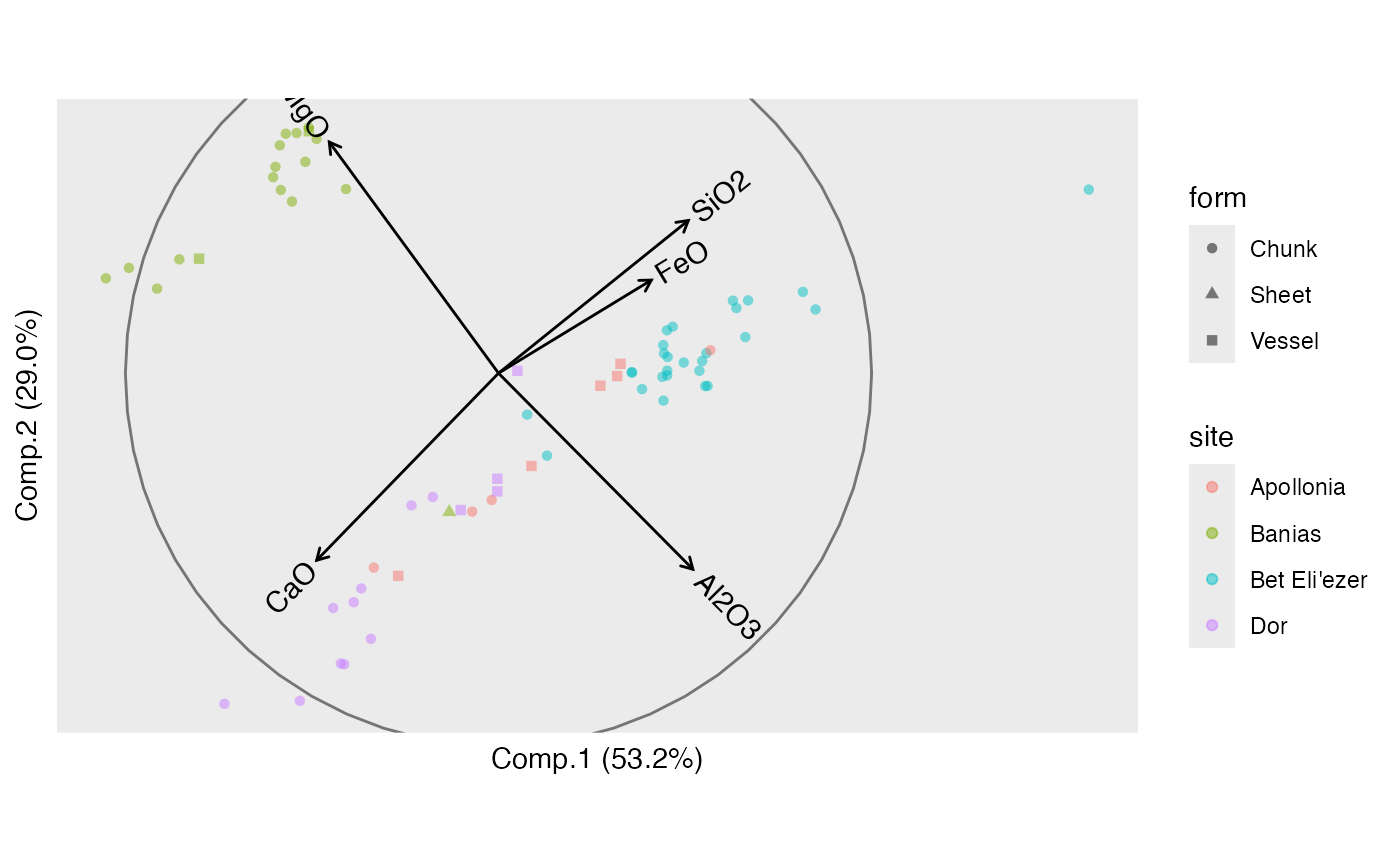 MgO
SiO2
FeO
CaO
Al2O3
Comp.2 (29.0%)
Comp.1 (53.2%)
form
Chunk
Sheet
Vessel
site
Apollonia
Banias
Bet Eli'ezer
Dor